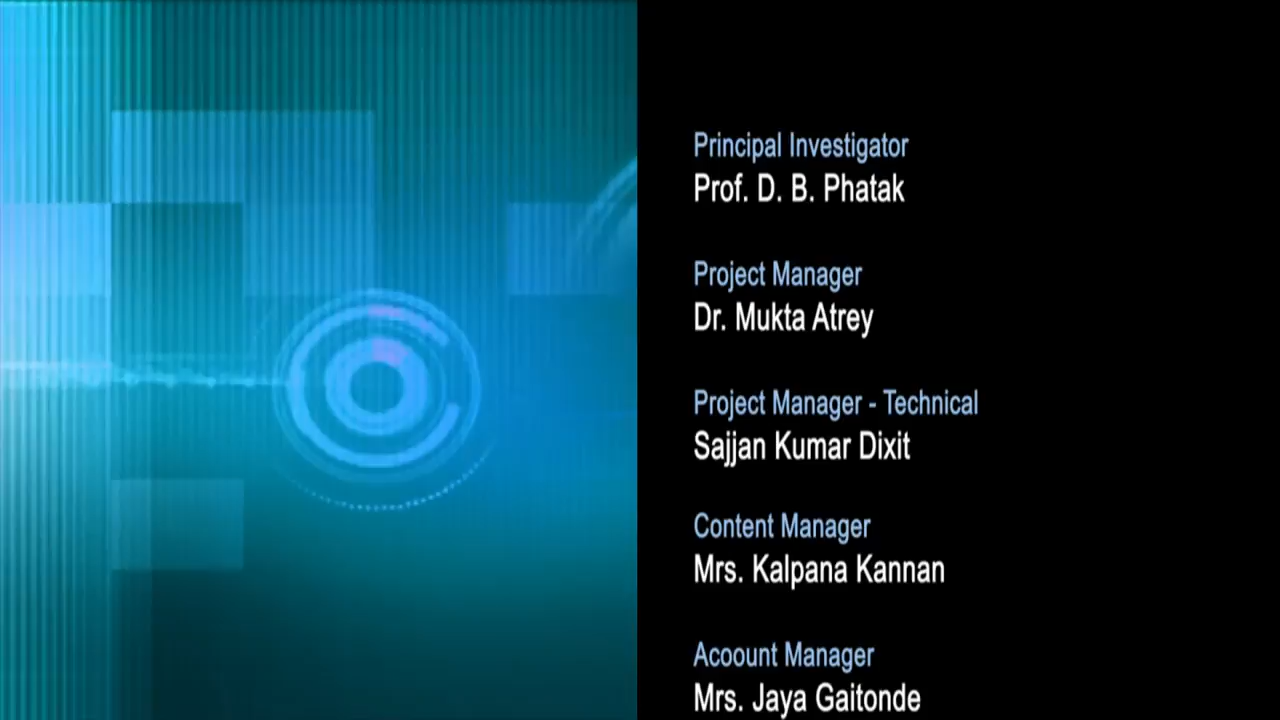 Principal Investigator
Prof. D. B. Phatak
Project Manager
Dr. Mukta Atrey
Project Manager - Technical
Sajjan Kumar Dixit
Content Manager
Mrs. Kalpana Kannan
Acoount Manager
Mrs. Jaya Gaitonde